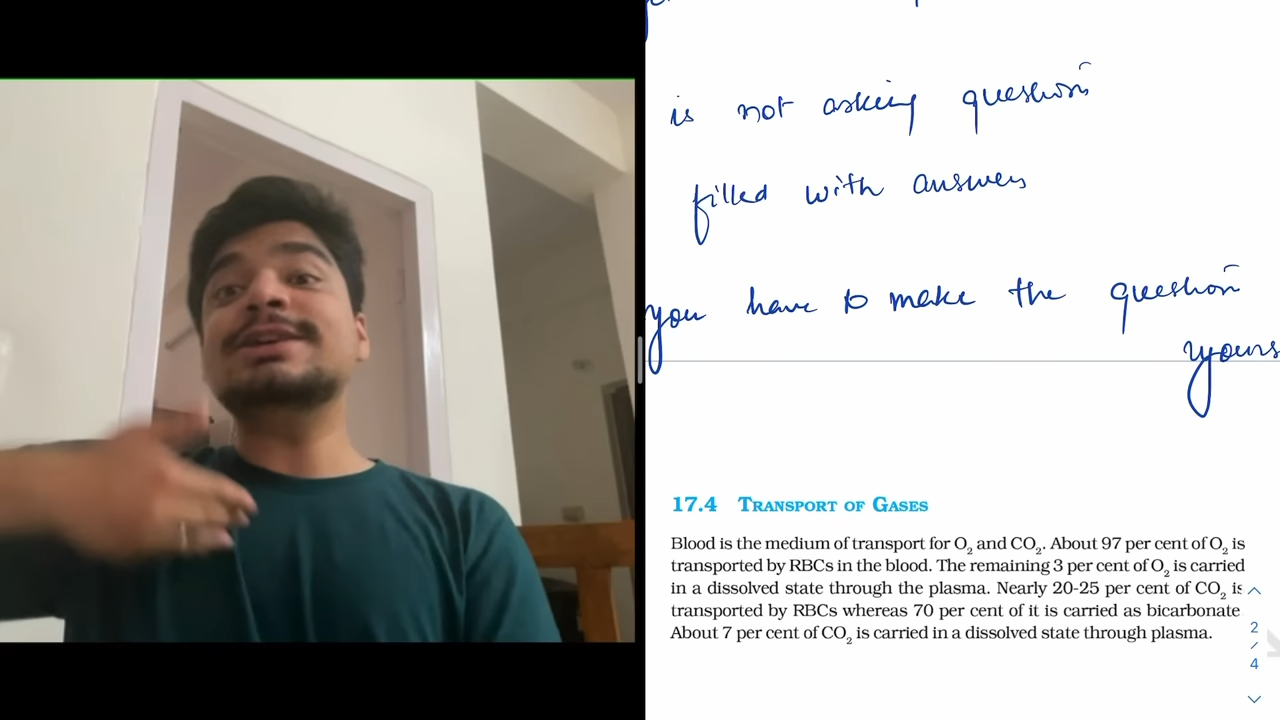 is not asking question
filled with answers
you have to make the question
yours
17.4 TRANSPORT OF GASES
Blood is the medium of transport for O2 and CO2. About 97 per cent of O2 is
transported by RBCs in the blood. The remaining 3 per cent of O2 is carried
in a dissolved state through the plasma. Nearly 20-25 per cent of CO2 is
transported by RBCs whereas 70 per cent of it is carried as bicarbonate
About 7 per cent of CO2 is carried in a dissolved state through plasma.
2
/
4